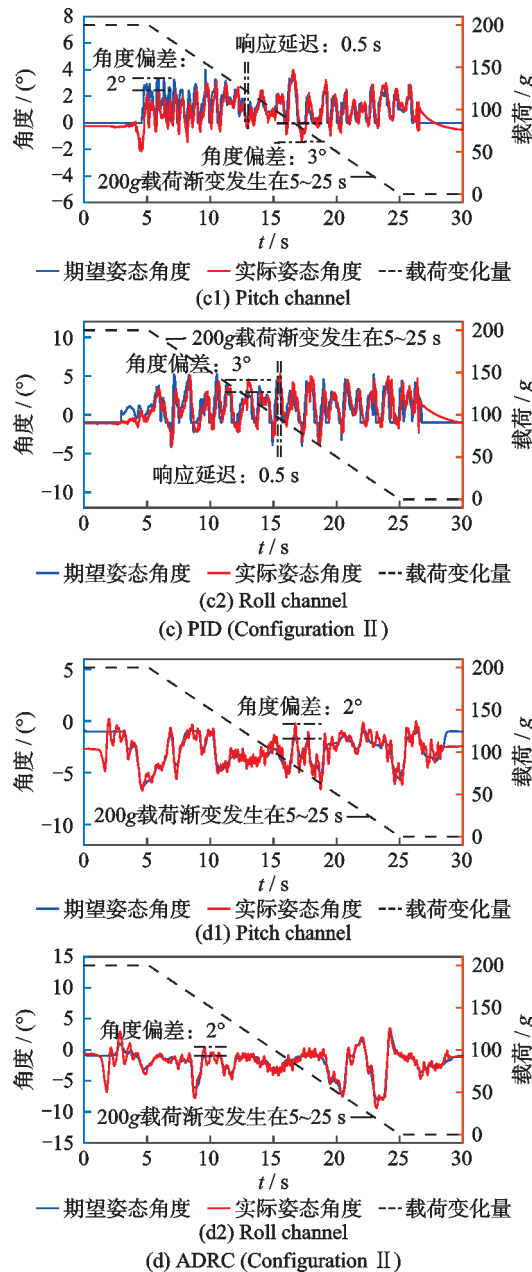 8
6
4
2
0
−2
−4
−6
角度 / (°)
角度偏差：
2°
响应延迟：0.5 s
角度偏差：3°
200g载荷渐变发生在5~25 s
200
150
100
50
0
载荷 / g
0 5 10 15 20 25 30
t / s
期望姿态角度 实际姿态角度 载荷变化量
(c1) Pitch channel
10
5
0
−5
−10
角度 / (°)
200g载荷渐变发生在5~25 s
角度偏差：3°
响应延迟：0.5 s
200
150
100
50
0
载荷 / g
0 5 10 15 20 25 30
t / s
期望姿态角度 实际姿态角度 载荷变化量
(c2) Roll channel
(c) PID (Configuration Ⅱ)
5
0
−5
−10
角度 / (°)
角度偏差：2°
200g载荷渐变发生在5~25 s
200
150
100
50
0
载荷 / g
0 5 10 15 20 25 30
t / s
期望姿态角度 实际姿态角度 载荷变化量
(d1) Pitch channel
15
10
5
0
−5
−10
−15
角度 / (°)
角度偏差：2°
200g载荷渐变发生在5~25 s
200
150
100
50
0
载荷 / g
0 5 10 15 20 25 30
t / s
期望姿态角度 实际姿态角度 载荷变化量
(d2) Roll channel
(d) ADRC (Configuration Ⅱ)